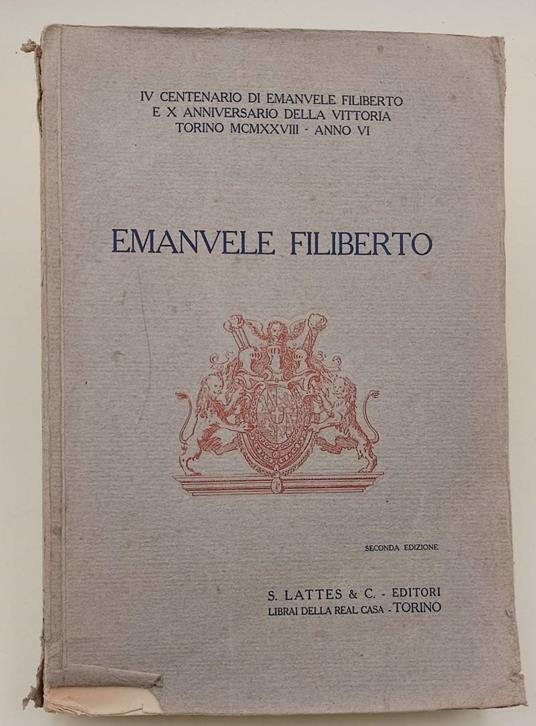 IV CENTENARIO DI EMANVELE FILIBERTO
E X ANNIVERSARIO DELLA VITTORIA
TORINO MCMXXVIII - ANNO VI
EMANVELE FILIBERTO
SECONDA EDIZIONE
S. LATTES & C. - EDITORI
LIBRAI DELLA REAL CASA - TORINO